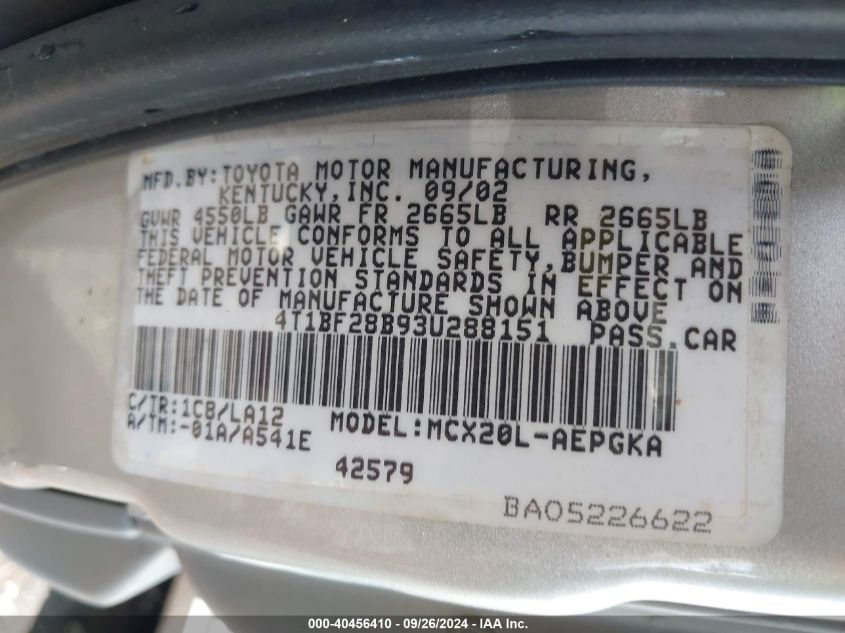 MFD.BY:TOYOTA MOTOR MANUFACTURING,
KENTUCKY,INC. 09/02
GVWR 4550LB GAWR FR 2665LB RR 2665LB
THIS VEHICLE CONFORMS TO ALL APPLICABLE
FEDERAL MOTOR VEHICLE SAFETY,BUMPER AND
THEFT PREVENTION STANDARDS IN EFFECT ON
THE DATE OF MANUFACTURE SHOWN ABOVE
4T1BF28B93U288151 PASS.CAR
C/TR:1C8/LA12
A/TM:-01A/A541E
MODEL:MCX20L-AEPGKA
42579
BA05226622
000-40456410 / 09/26/2024 - IAA Inc.